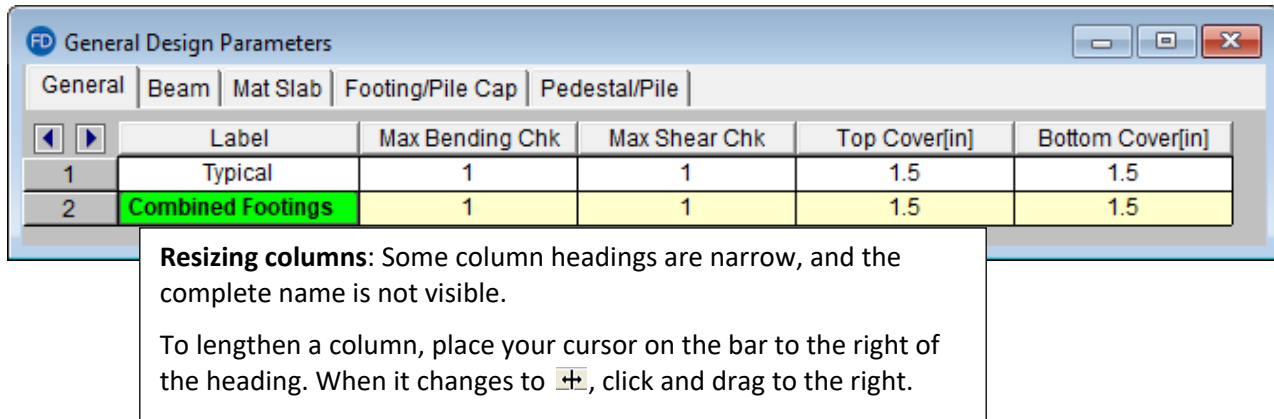 FD General Design Parameters
General Beam Mat Slab Footing/Pile Cap Pedestal/Pile
Label Max Bending Chk Max Shear Chk Top Cover[in] Bottom Cover[in]
1 Typical 1 1 1.5 1.5
2 Combined Footings 1 1 1.5 1.5
Resizing columns: Some column headings are narrow, and the
complete name is not visible.
To lengthen a column, place your cursor on the bar to the right of
the heading. When it changes to , click and drag to the right.